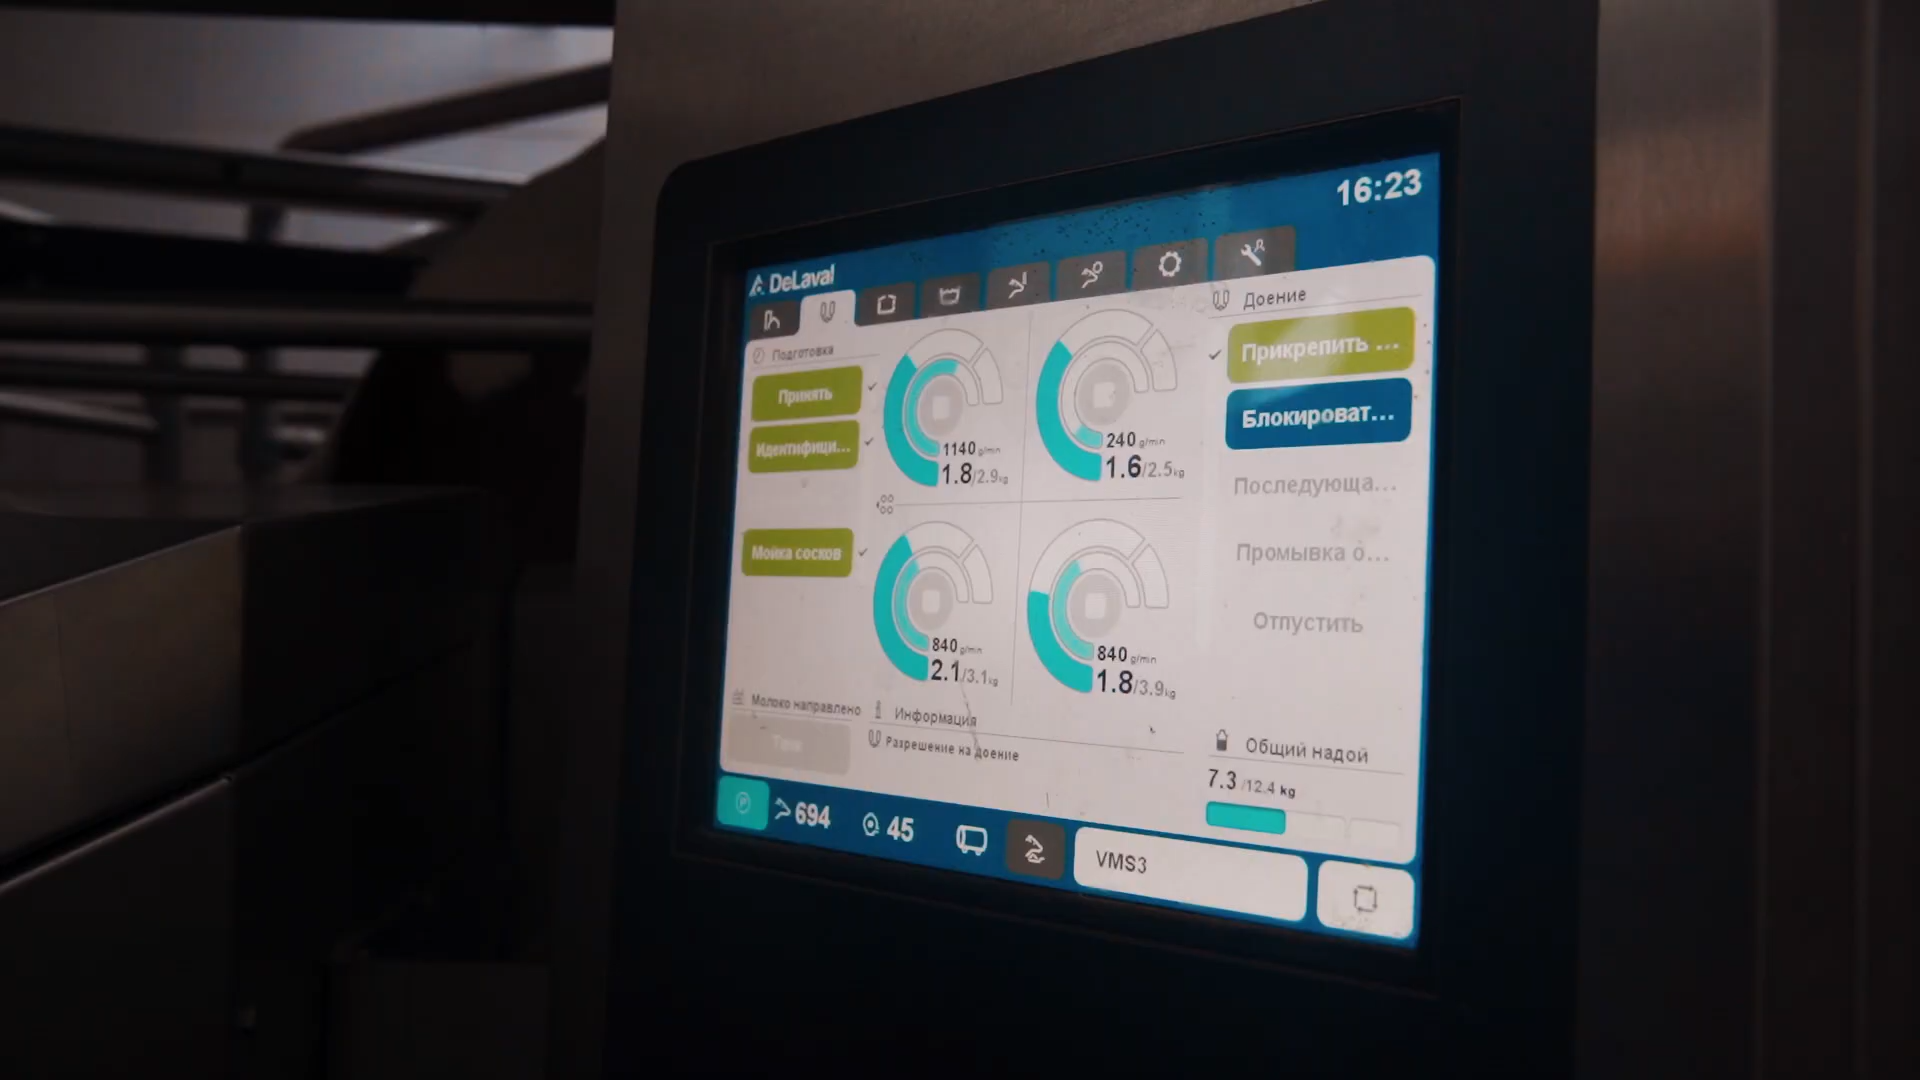 16:23
DeLaval
Подготовка
Принять
Идентифици...
Мойка сосков
1140 g/min
1.8/2.9kg
240 g/min
1.6/2.5kg
840 g/min
2.1/3.1kg
840 g/min
1.8/3.9kg
Доение
Прикрепить ...
Блокироват...
Последующа...
Промывка о...
Отпустить
Молоко направлено
Танк
Информация
Разрешение на доение
Общий надой
7.3 /12.4 kg
694
45
VMS3